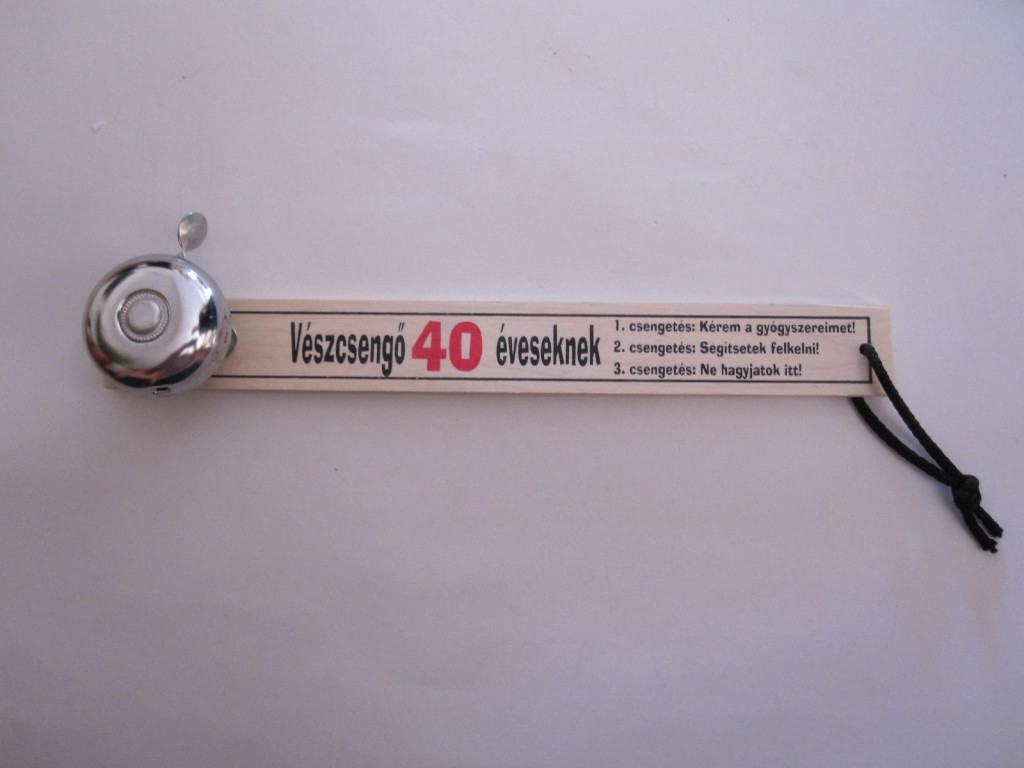 Vészcsengő 40 éveseknek
1. csengetés: Kérem a gyógyszereimet!
2. csengetés: Segítsetek felkelni!
3. csengetés: Ne hagyjatok itt!